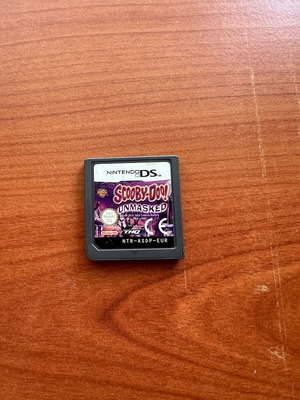 NINTENDO DS
SCOOBY-DOO!
UNMASKED
THQ
NTR-ASDP-EUR